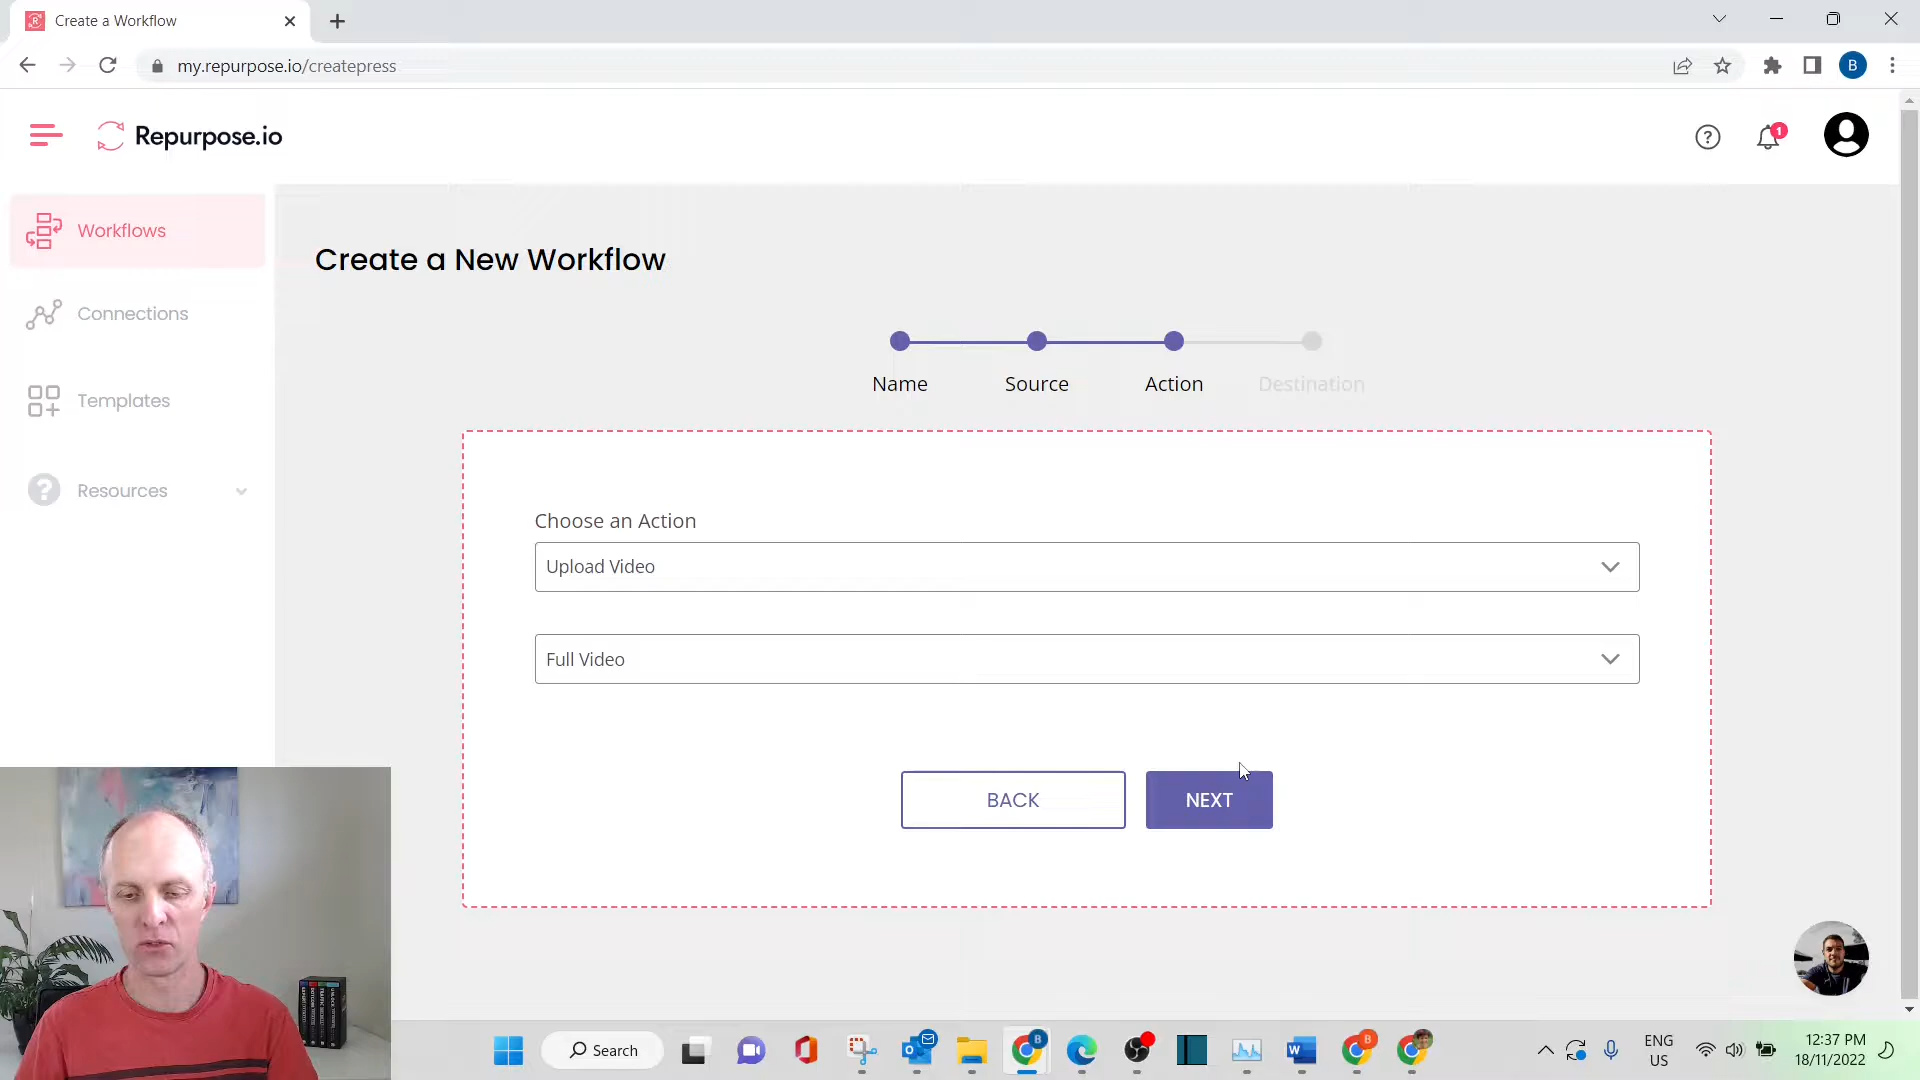 Create a Workflow
my.repurpose.io/createpress
B
Repurpose.io
1
Workflows
Connections
Templates
Resources
Create a New Workflow
Name
Source
Action
Destination
Choose an Action
Upload Video
Full Video
BACK
NEXT
Search
ENG
US
12:37 PM
18/11/2022